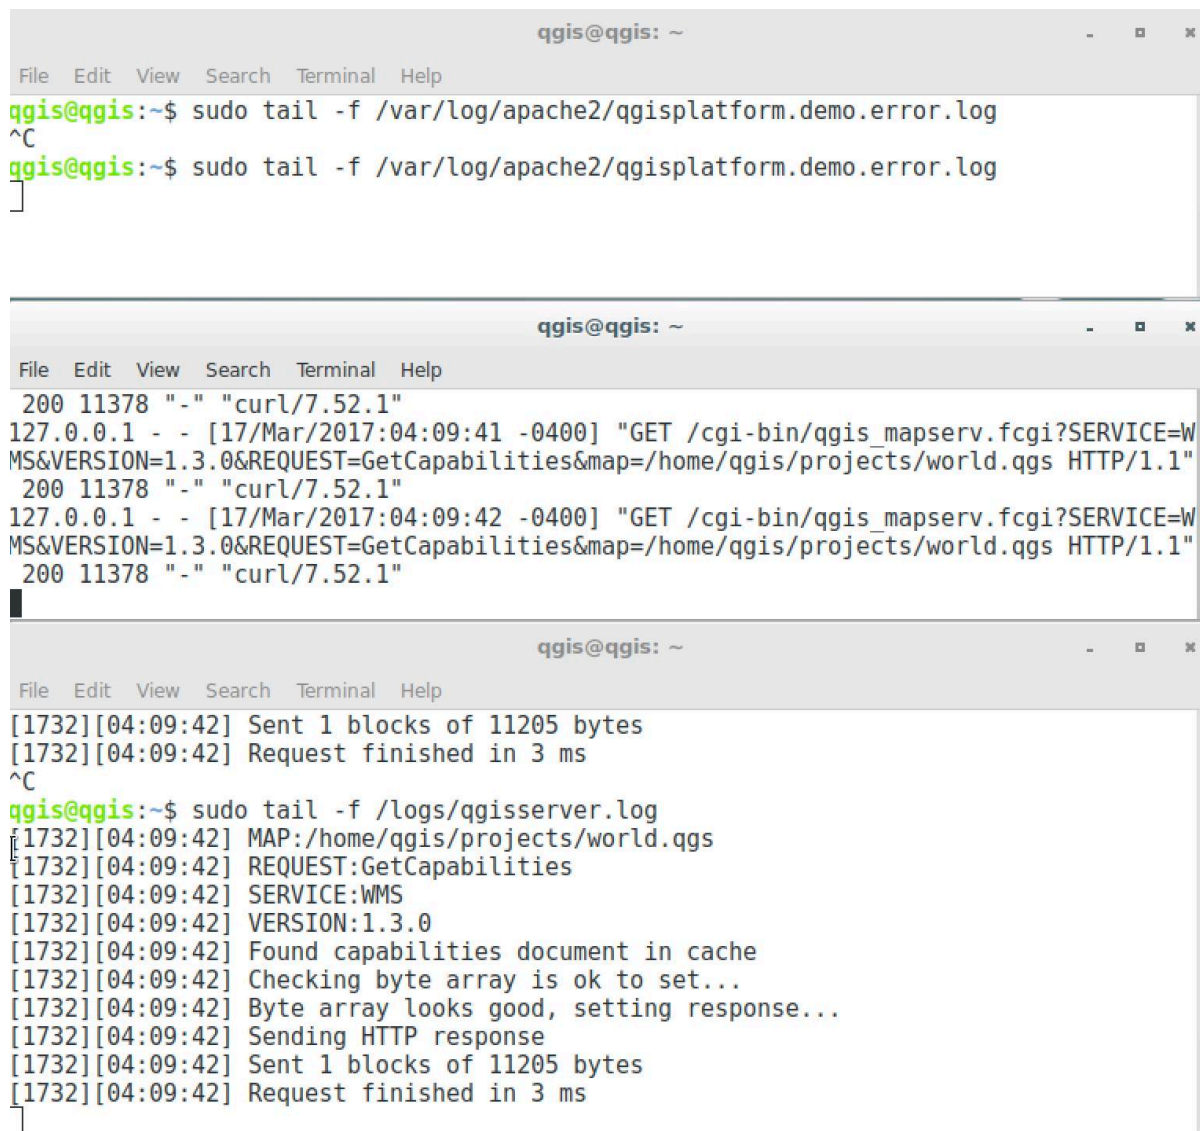 qgis@qgis: ~
File Edit View Search Terminal Help
qgis@qgis:~$ sudo tail -f /var/log/apache2/qgisplatform.demo.error.log
^C
qgis@qgis:~$ sudo tail -f /var/log/apache2/qgisplatform.demo.error.log
qgis@qgis: ~
File Edit View Search Terminal Help
200 11378 "-" "curl/7.52.1"
127.0.0.1 - - [17/Mar/2017:04:09:41 -0400] "GET /cgi-bin/qgis_mapserv.fcgi?SERVICE=W
MS&VERSION=1.3.0&REQUEST=GetCapabilities&map=/home/qgis/projects/world.qgs HTTP/1.1"
200 11378 "-" "curl/7.52.1"
127.0.0.1 - - [17/Mar/2017:04:09:42 -0400] "GET /cgi-bin/qgis_mapserv.fcgi?SERVICE=W
MS&VERSION=1.3.0&REQUEST=GetCapabilities&map=/home/qgis/projects/world.qgs HTTP/1.1"
200 11378 "-" "curl/7.52.1"
qgis@qgis: ~
File Edit View Search Terminal Help
[1732][04:09:42] Sent 1 blocks of 11205 bytes
[1732][04:09:42] Request finished in 3 ms
^C
qgis@qgis:~$ sudo tail -f /logs/qgisserver.log
[1732][04:09:42] MAP:/home/qgis/projects/world.qgs
[1732][04:09:42] REQUEST:GetCapabilities
[1732][04:09:42] SERVICE:WMS
[1732][04:09:42] VERSION:1.3.0
[1732][04:09:42] Found capabilities document in cache
[1732][04:09:42] Checking byte array is ok to set...
[1732][04:09:42] Byte array looks good, setting response...
[1732][04:09:42] Sending HTTP response
[1732][04:09:42] Sent 1 blocks of 11205 bytes
[1732][04:09:42] Request finished in 3 ms